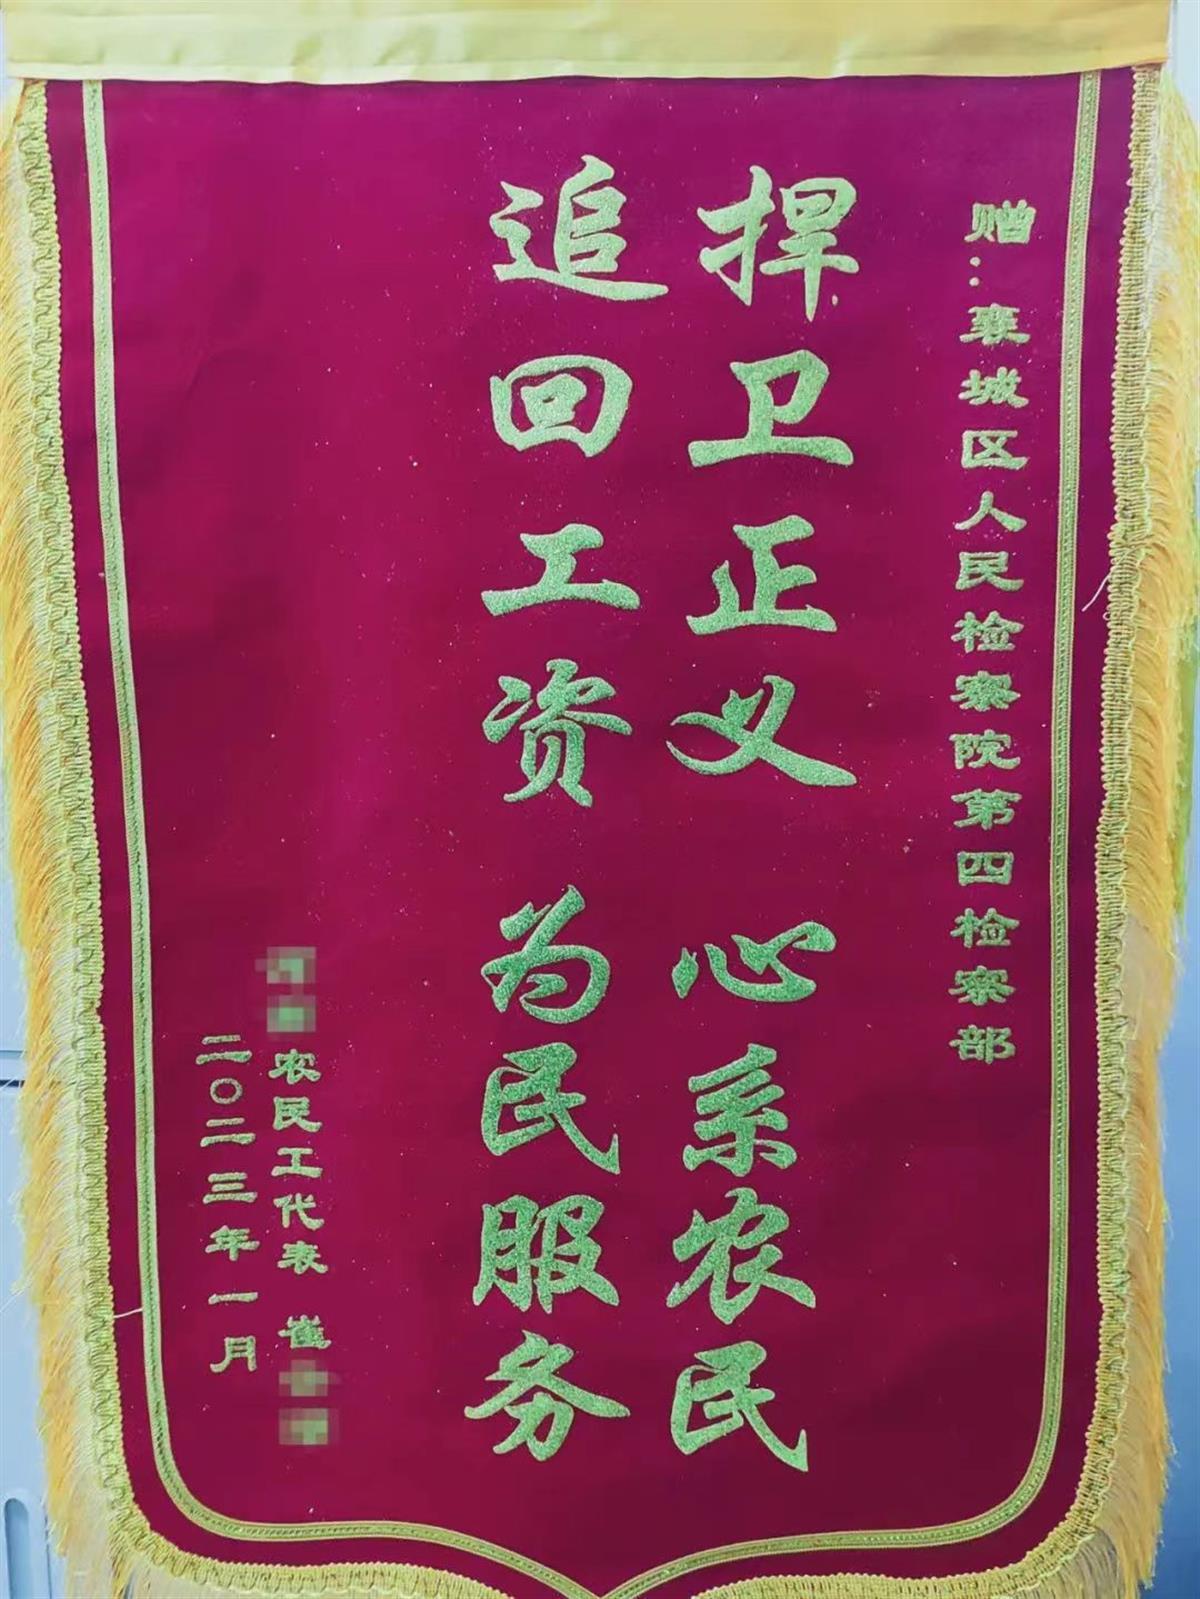 赠：襄城区人民检察院第四检察部
捍卫正义 心系农民
追回工资 为民服务
农民工代表 崔
二〇二三年一月